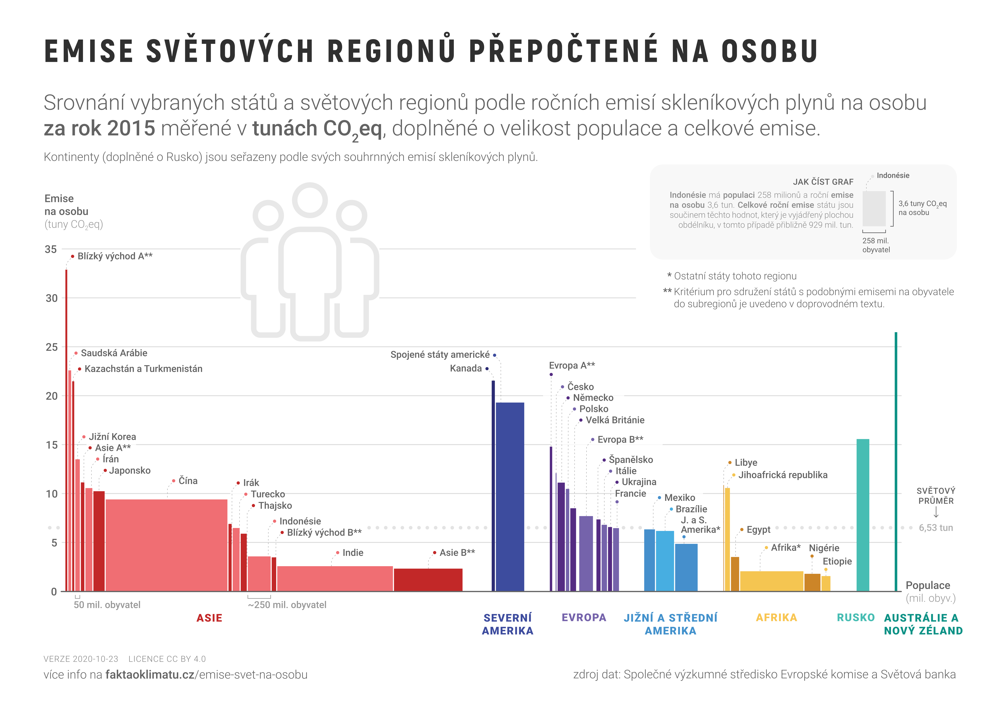 EMISE SVĚTOVÝCH REGIONŮ PŘEPOČTENÉ NA OSOBU
Srovnání vybraných států a světových regionů podle ročních emisí skleníkových plynů na osobu
za rok 2015 měřené v tunách CO₂eq, doplněné o velikost populace a celkové emise.
Kontinenty (doplněné o Rusko) jsou seřazeny podle svých souhrnných emisí skleníkových plynů.
JAK ČÍST GRAF
Indonésie má populaci 258 milionů a roční emise
na osobu 3,6 tun. Celkové roční emise státu jsou
součinem těchto hodnot, který je vyjádřený plochou
obdélníku, v tomto případě přibližně 929 mil. tun.
Indonésie
3,6 tuny CO₂eq
na osobu
258 mil.
obyvatel
* Ostatní státy tohoto regionu
** Kritérium pro sdružení států s podobnými emisemi na obyvatele
do subregionů je uvedeno v doprovodném textu.
Emise
na osobu
(tuny CO₂eq)
35
30
25
20
15
10
5
0
Blízký východ A**
Saudská Arábie
Kazachstán a Turkmenistán
Jižní Korea
Asie A**
Írán
Japonsko
Čína
Irák
Turecko
Thajsko
Indonésie
Blízký východ B**
Indie
Asie B**
Spojené státy americké
Kanada
Evropa A**
Česko
Německo
Polsko
Velká Británie
Evropa B**
Španělsko
Itálie
Ukrajina
Francie
Mexiko
Brazílie
J. a S.
Amerika*
Libye
Jihoafrická republika
Egypt
Afrika*
Nigérie
Etiopie
SVĚTOVÝ
PRŮMĚR
6,53 tun
Populace
(mil. obyv.)
50 mil. obyvatel
~250 mil. obyvatel
ASIE
SEVERNÍ
AMERIKA
EVROPA
JIŽNÍ A STŘEDNÍ
AMERIKA
AFRIKA
RUSKO
AUSTRÁLIE A
NOVÝ ZÉLAND
VERZE 2020-10-23 LICENCE CC BY 4.0
více info na faktaoklimatu.cz/emise-svet-na-osobu
zdroj dat: Společné výzkumné středisko Evropské komise a Světová banka